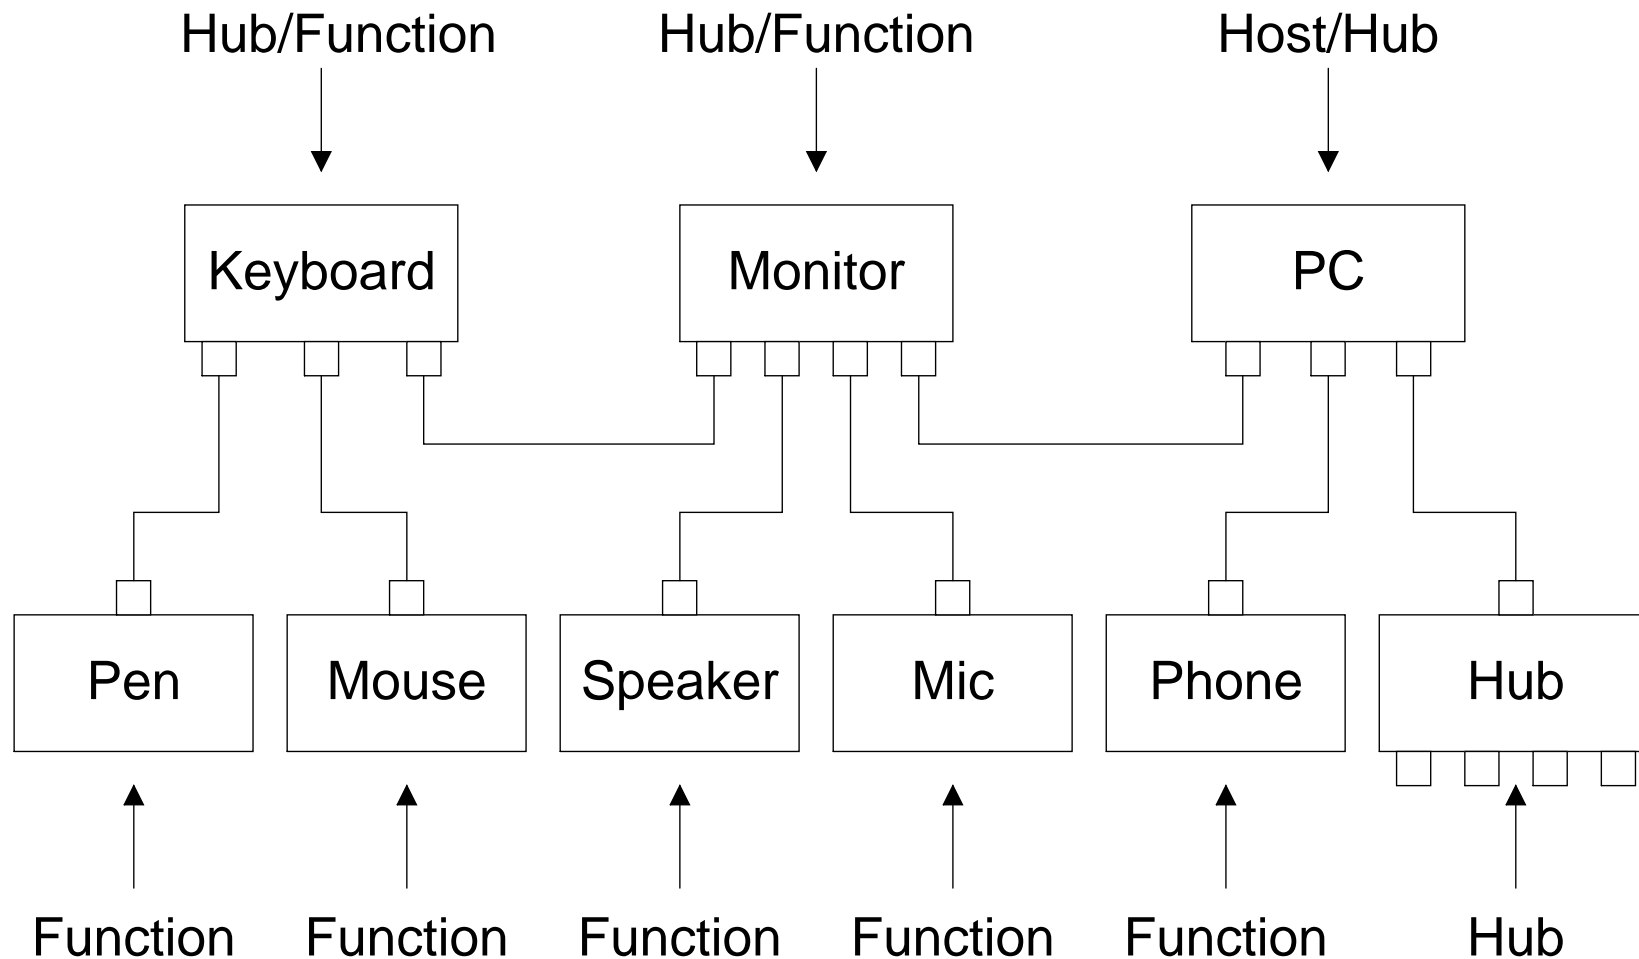 Hub/Function Hub/Function Host/Hub
Keyboard Monitor PC
Pen Mouse Speaker Mic Phone Hub
Function Function Function Function Function Hub